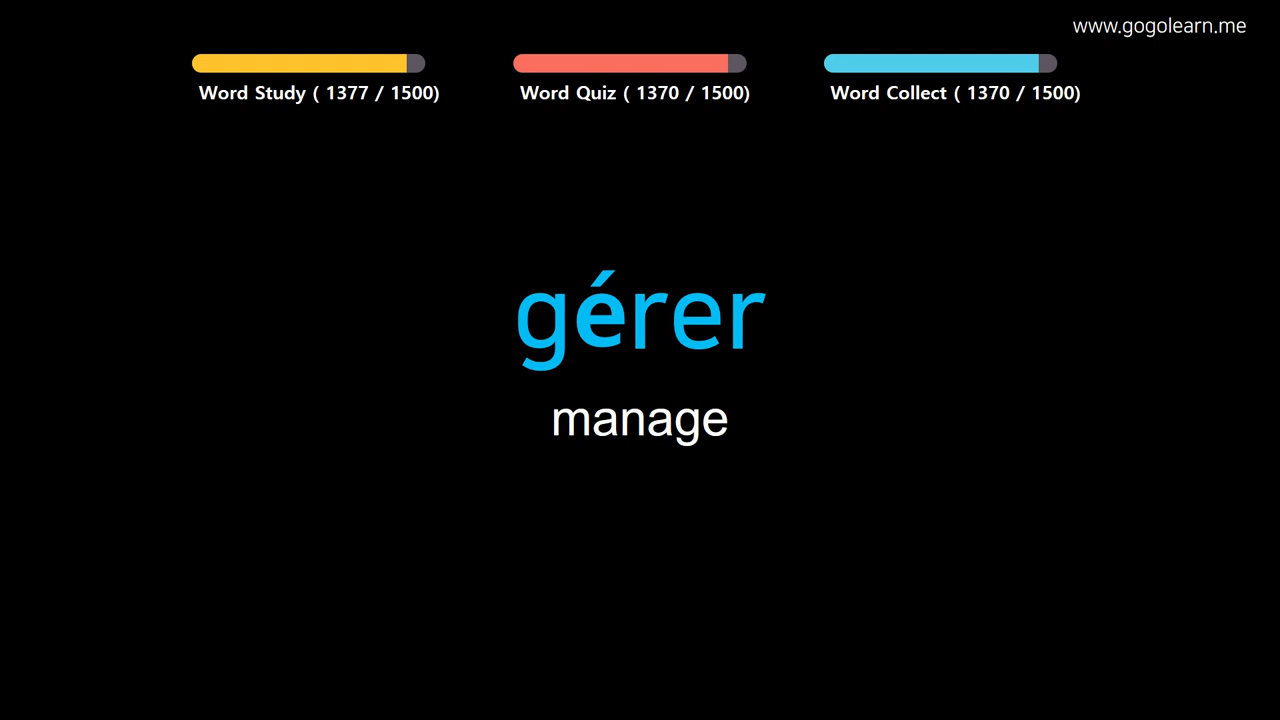 www.gogolearn.me
Word Study ( 1377 / 1500)
Word Quiz ( 1370 / 1500)
Word Collect ( 1370 / 1500)
gérer
manage